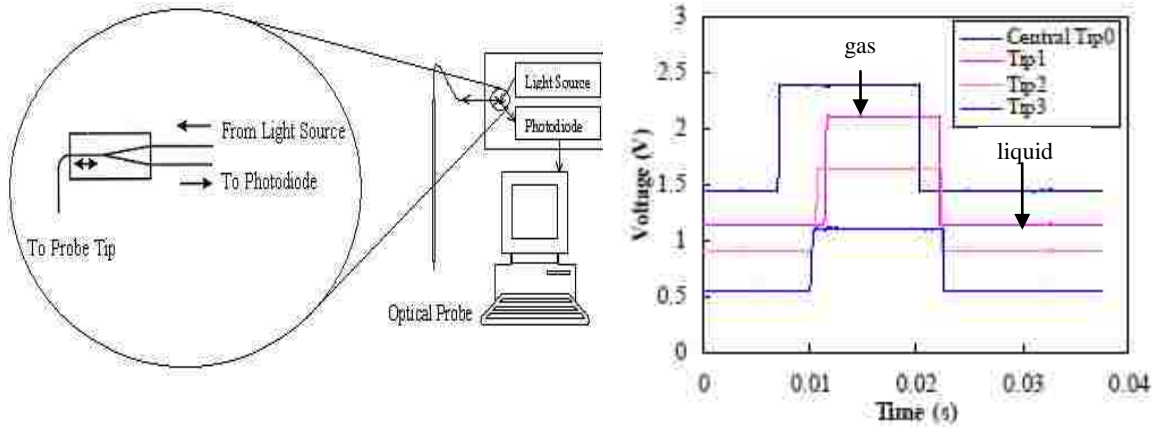 Light Source
Photodiode
From Light Source
To Photodiode
To Probe Tip
Optical Probe
3
2.5
2
1.5
1
0.5
0
Voltage (V)
gas
liquid
Central Tip0
Tip1
Tip2
Tip3
0
0.01
0.02
0.03
0.04
Time (s)